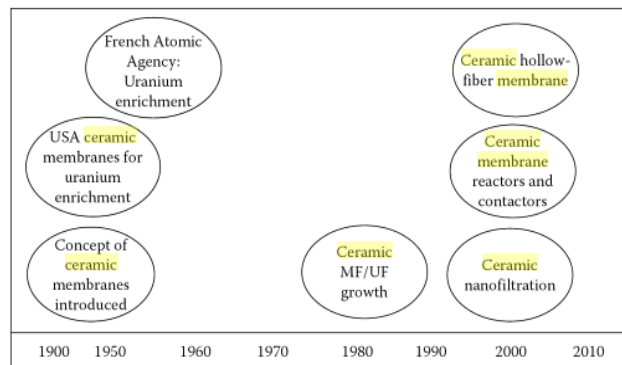 French Atomic
Agency:
Uranium
enrichment
Ceramic hollow-
fiber membrane
USA ceramic
membranes for
uranium
enrichment
Ceramic
membrane
reactors and
contactors
Concept of
ceramic
membranes
introduced
Ceramic
MF/UF
growth
Ceramic
nanofiltration
1900 1950 1960 1970 1980 1990 2000 2010